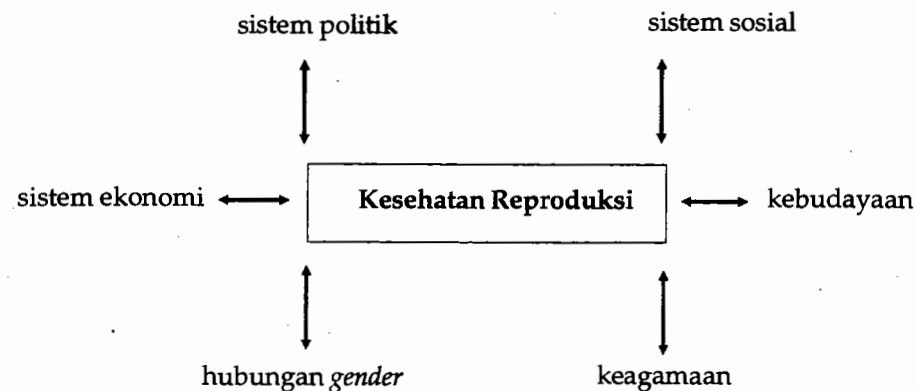 sistem politik
sistem sosial
sistem ekonomi
Kesehatan Reproduksi
kebudayaan
hubungan gender
keagamaan